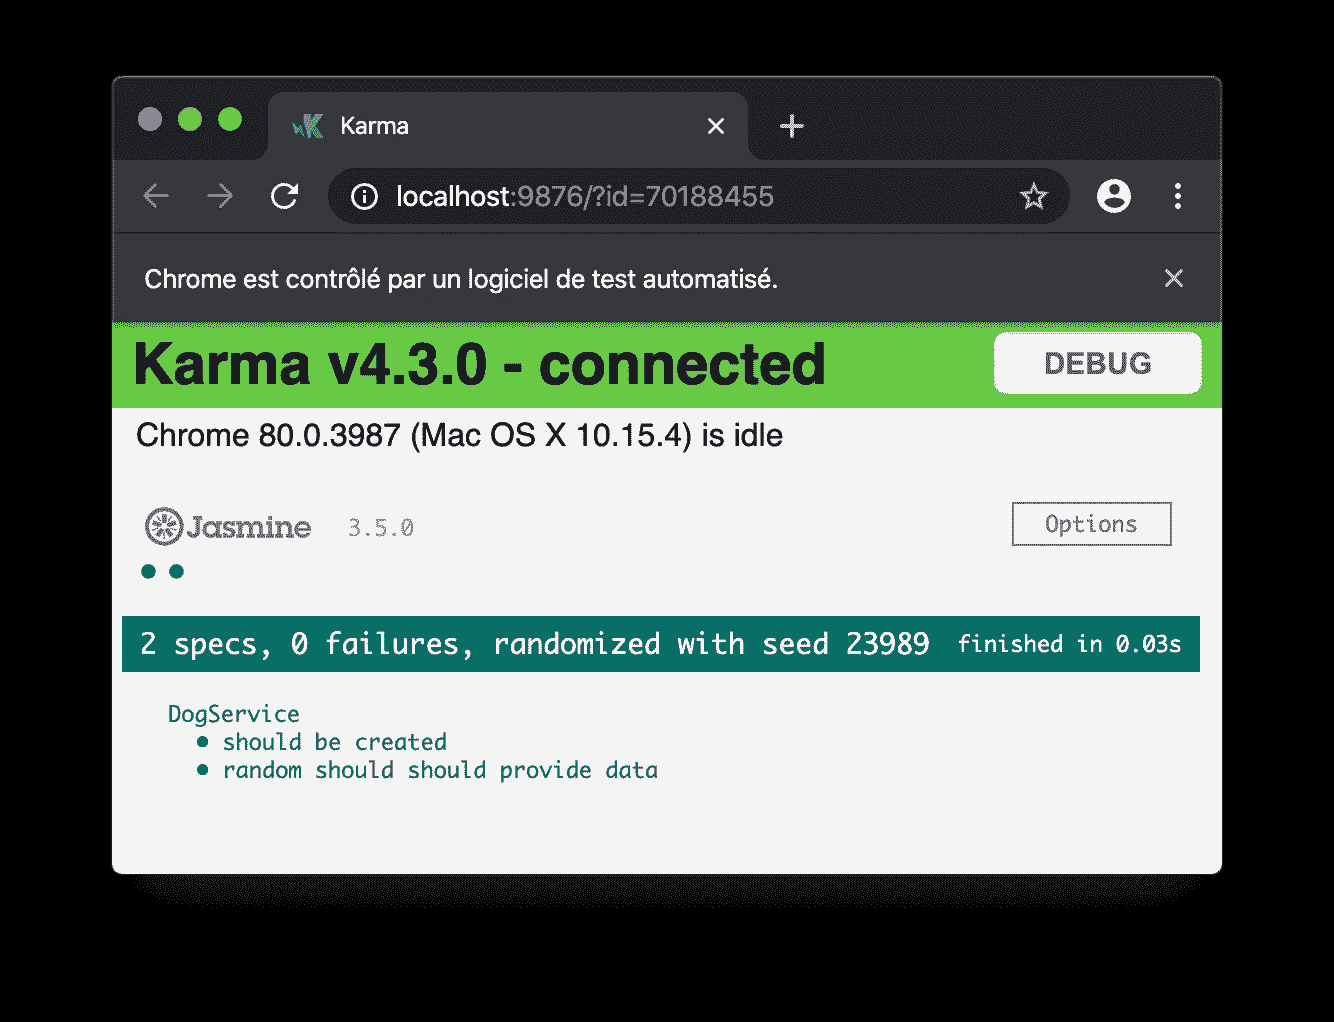 Karma
localhost:9876/?id=70188455
Chrome est contrôlé par un logiciel de test automatisé.
Karma v4.3.0 - connected
DEBUG
Chrome 80.0.3987 (Mac OS X 10.15.4) is idle
Jasmine 3.5.0
Options
2 specs, 0 failures, randomized with seed 23989 finished in 0.03s
DogService
• should be created
• random should should provide data